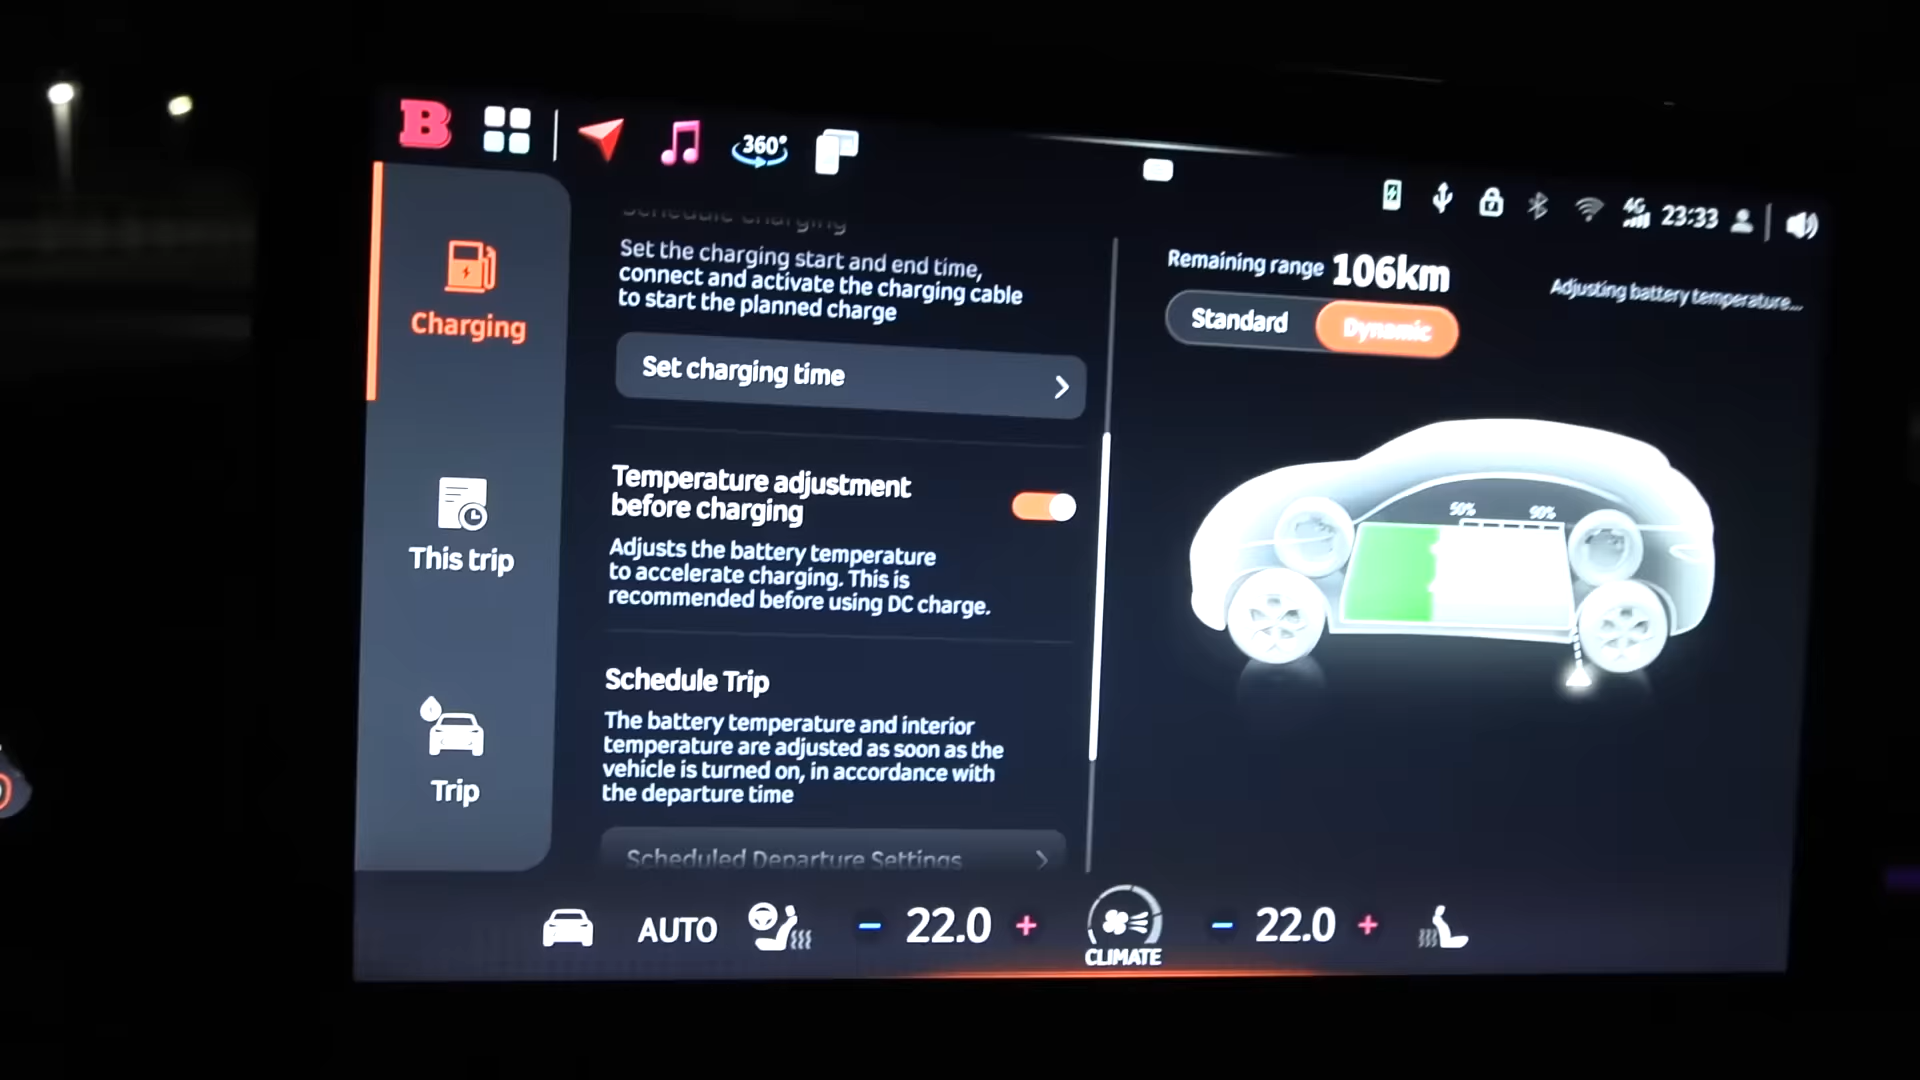 B
360°
4G
23:33
Charging
This trip
Trip
Schedule charging
Set the charging start and end time,
connect and activate the charging cable
to start the planned charge
Set charging time
Temperature adjustment
before charging
Adjusts the battery temperature
to accelerate charging. This is
recommended before using DC charge.
Schedule Trip
The battery temperature and interior
temperature are adjusted as soon as the
vehicle is turned on, in accordance with
the departure time
Scheduled Departure Settings
Remaining range 106km
Adjusting battery temperature...
Standard
Dynamic
50%
90%
AUTO
22.0
CLIMATE
22.0